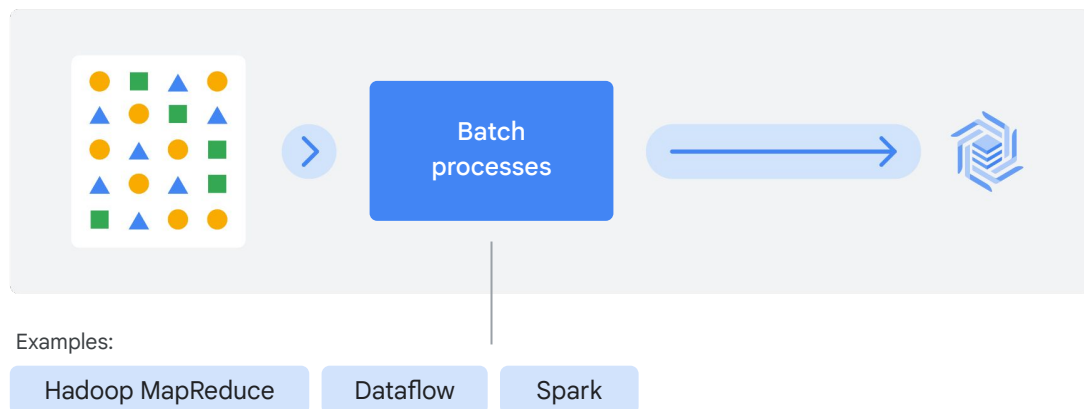 Batch
processes
Examples:
Hadoop MapReduce
Dataflow
Spark